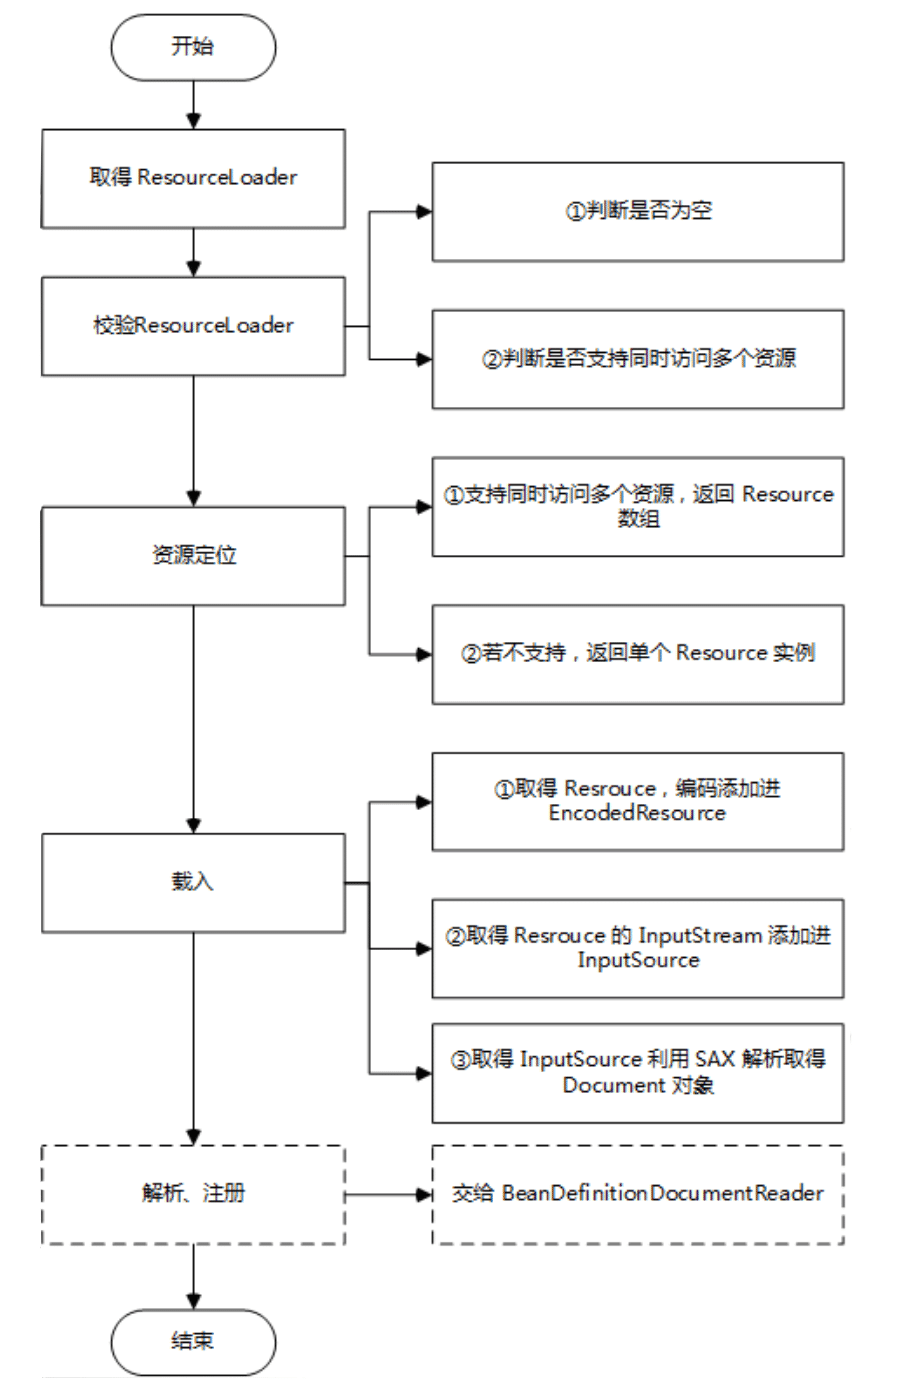 开始
取得 ResourceLoader
①判断是否为空
校验ResourceLoader
②判断是否支持同时访问多个资源
①支持同时访问多个资源，返回 Resource
数组
资源定位
②若不支持，返回单个 Resource 实例
①取得 Resrouce，编码添加进
EncodedResource
载入
②取得 Resrouce 的 InputStream 添加进
InputSource
③取得 InputSource 利用 SAX 解析取得
Document 对象
解析、注册
交给 BeanDefinitionDocumentReader
结束